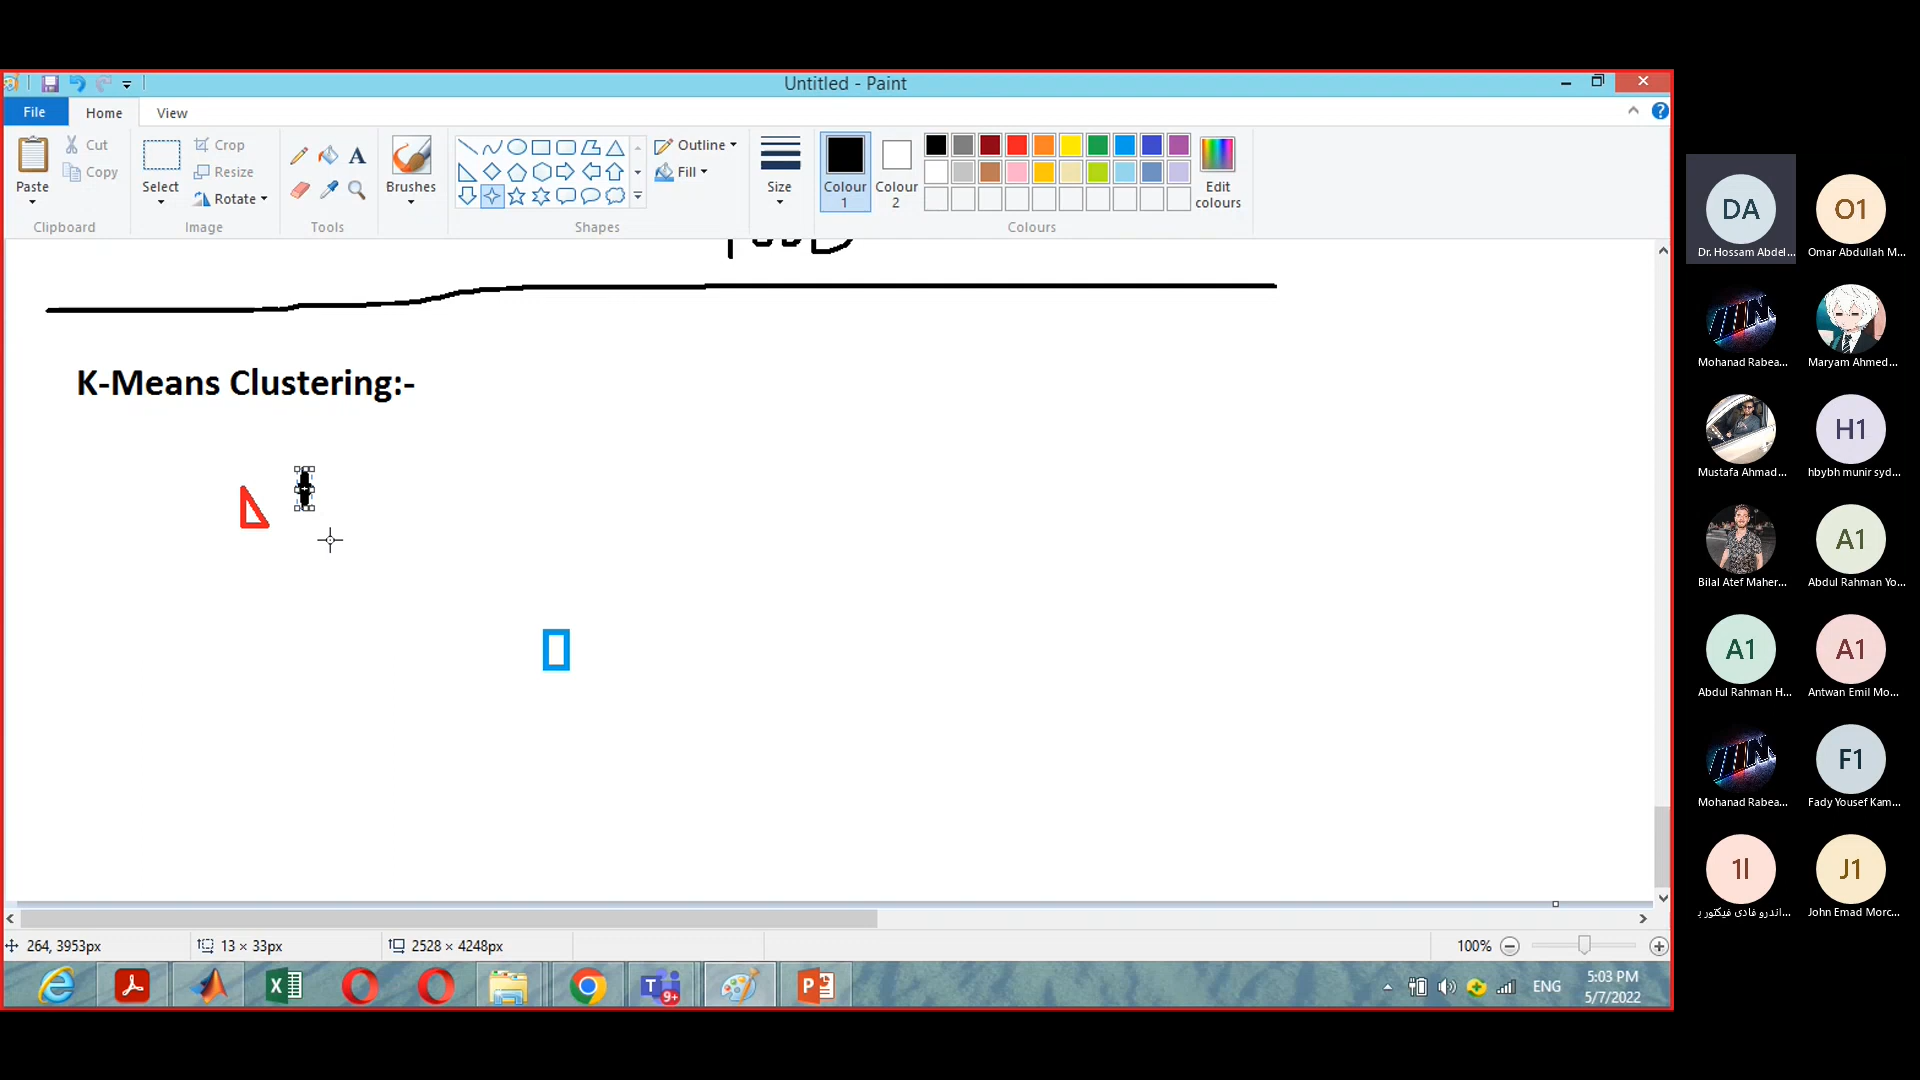 Untitled - Paint
File Home View
Cut
Copy
Paste
Clipboard
Crop
Resize
Rotate
Select
Image
A
Tools
Brushes
Outline
Fill
Shapes
Size
Colour 1
Colour 2
Edit colours
Colours
K-Means Clustering:-
264, 3953px
13 × 33px
2528 × 4248px
100%
9+
ENG
5:03 PM
5/7/2022
DA
Dr. Hossam Abdel...
O1
Omar Abdullah M...
Mohanad Rabea...
Maryam Ahmed...
Mustafa Ahmad...
H1
hbybh munir syd...
Bilal Atef Maher...
A1
Abdul Rahman Yo...
A1
Abdul Rahman H...
A1
Antwan Emil Mo...
Mohanad Rabea...
F1
Fady Yousef Kam...
1I
اندرو فادى فيكتور ب...
J1
John Emad Morc...